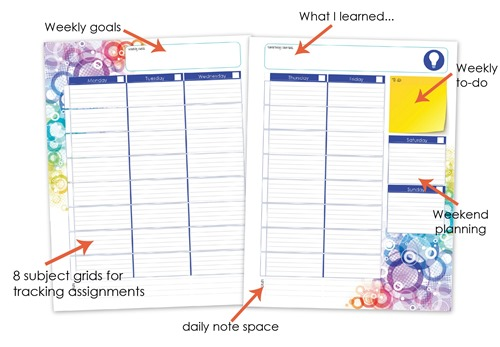 Weekly goals
What I learned...
Weekly
to-do
Monday
Tuesday
Wednesday
Thursday
Friday
Saturday
Sunday
Weekend
planning
8 subject grids for
tracking assignments
daily note space